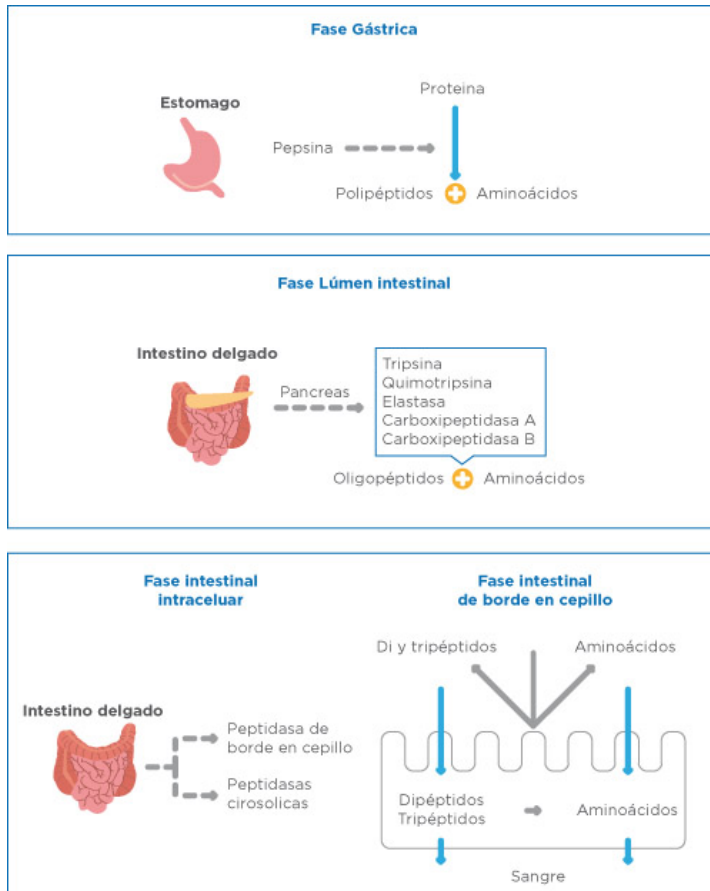 Fase Gástrica
Estomago
Proteina
Pepsina
Polipéptidos
Aminoácidos
Fase Lúmen intestinal
Intestino delgado
Pancreas
Tripsina
Quimotripsina
Elastasa
Carboxipeptidasa A
Carboxipeptidasa B
Oligopéptidos
Aminoácidos
Fase intestinal
intraceluar
Intestino delgado
Peptidasa de
borde en cepillo
Peptidasas
cirosolicas
Fase intestinal
de borde en cepillo
Di y tripéptidos
Aminoácidos
Dipéptidos
Tripéptidos
Aminoácidos
Sangre